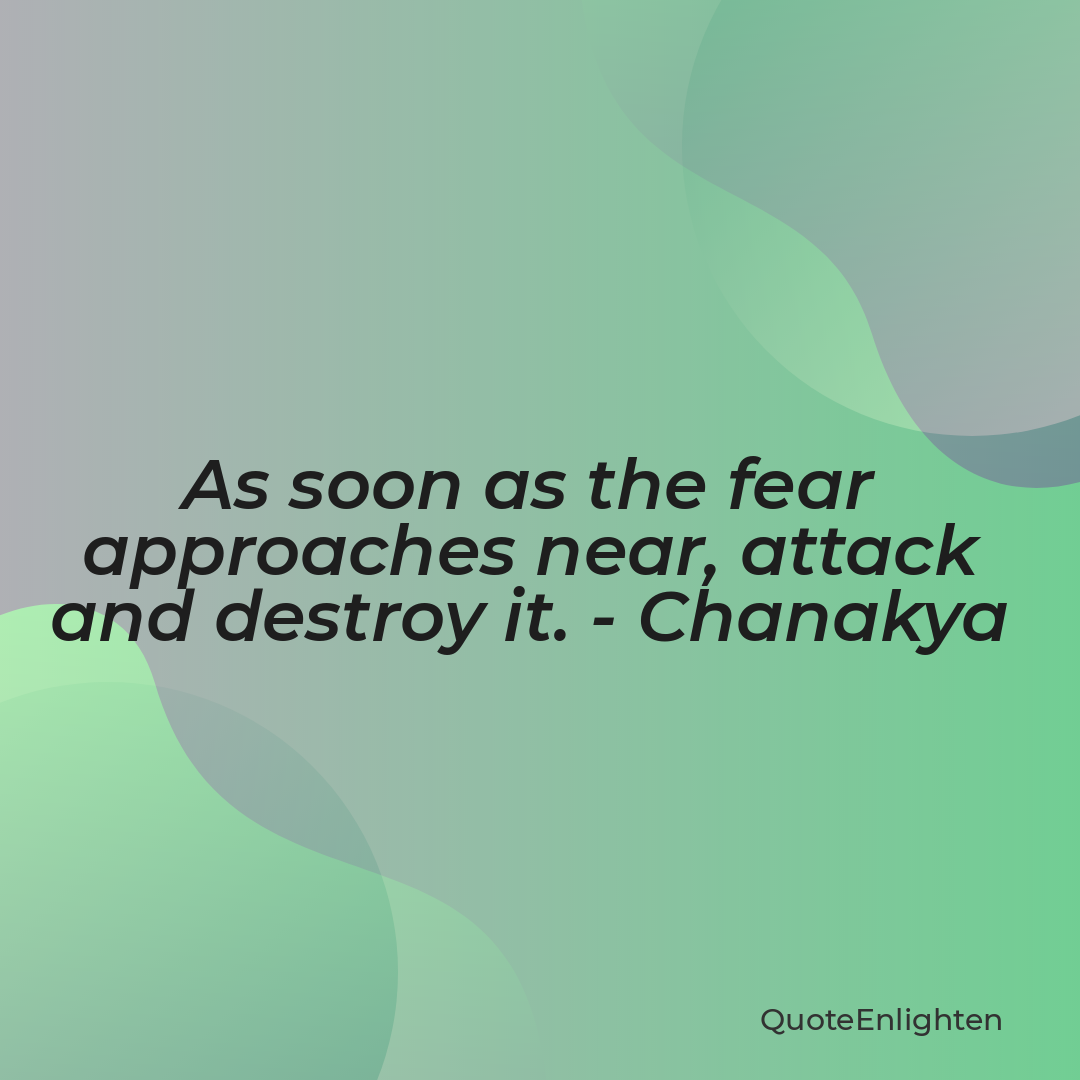 As soon as the fear
approaches near, attack
and destroy it. - Chanakya
QuoteEnlighten